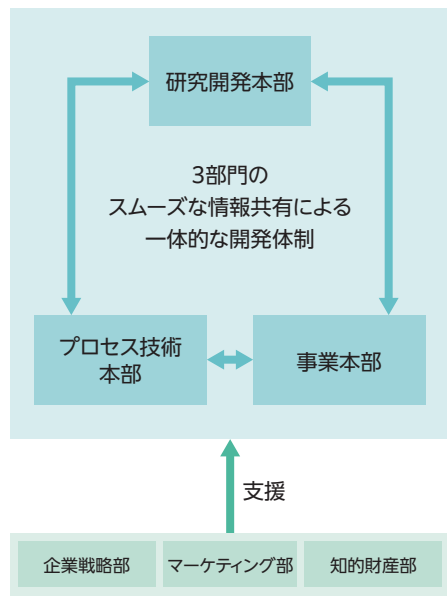 研究開発本部
3部門の
スムーズな情報共有による
一体的な開発体制
プロセス技術
本部
事業本部
支援
企業戦略部
マーケティング部
知的財産部